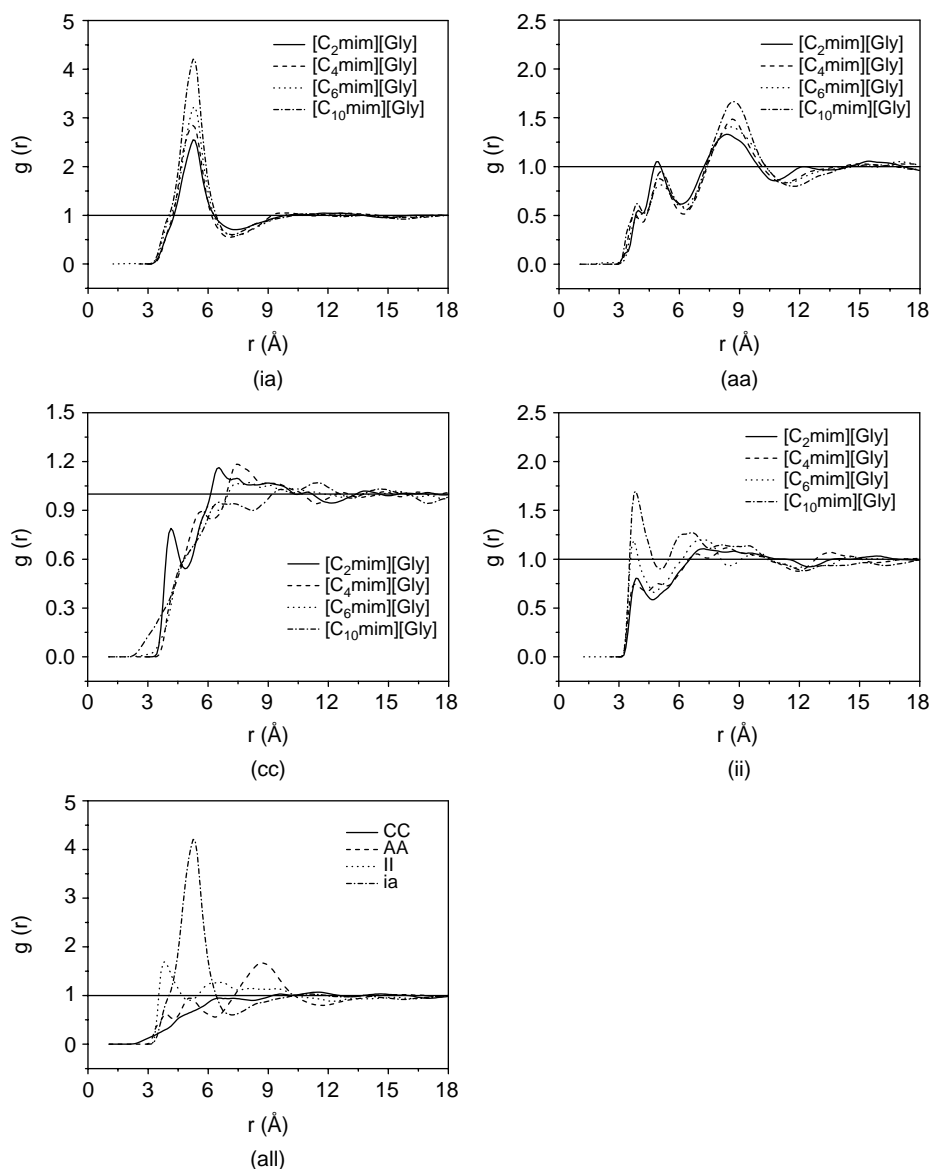 5
4
3
2
1
0
g (r)
0 3 6 9 12 15 18
r (Å)
(ia)
[C₂mim][Gly]
[C₄mim][Gly]
[C₆mim][Gly]
[C₁₀mim][Gly]
2.5
2.0
1.5
1.0
0.5
0.0
g (r)
0 3 6 9 12 15 18
r (Å)
(aa)
[C₂mim][Gly]
[C₄mim][Gly]
[C₆mim][Gly]
[C₁₀mim][Gly]
1.5
1.2
0.9
0.6
0.3
0.0
g (r)
0 3 6 9 12 15 18
r (Å)
(cc)
[C₂mim][Gly]
[C₄mim][Gly]
[C₆mim][Gly]
[C₁₀mim][Gly]
2.5
2.0
1.5
1.0
0.5
0.0
g (r)
0 3 6 9 12 15 18
r (Å)
(ii)
[C₂mim][Gly]
[C₄mim][Gly]
[C₆mim][Gly]
[C₁₀mim][Gly]
5
4
3
2
1
0
g (r)
0 3 6 9 12 15 18
r (Å)
(all)
CC
AA
II
ia